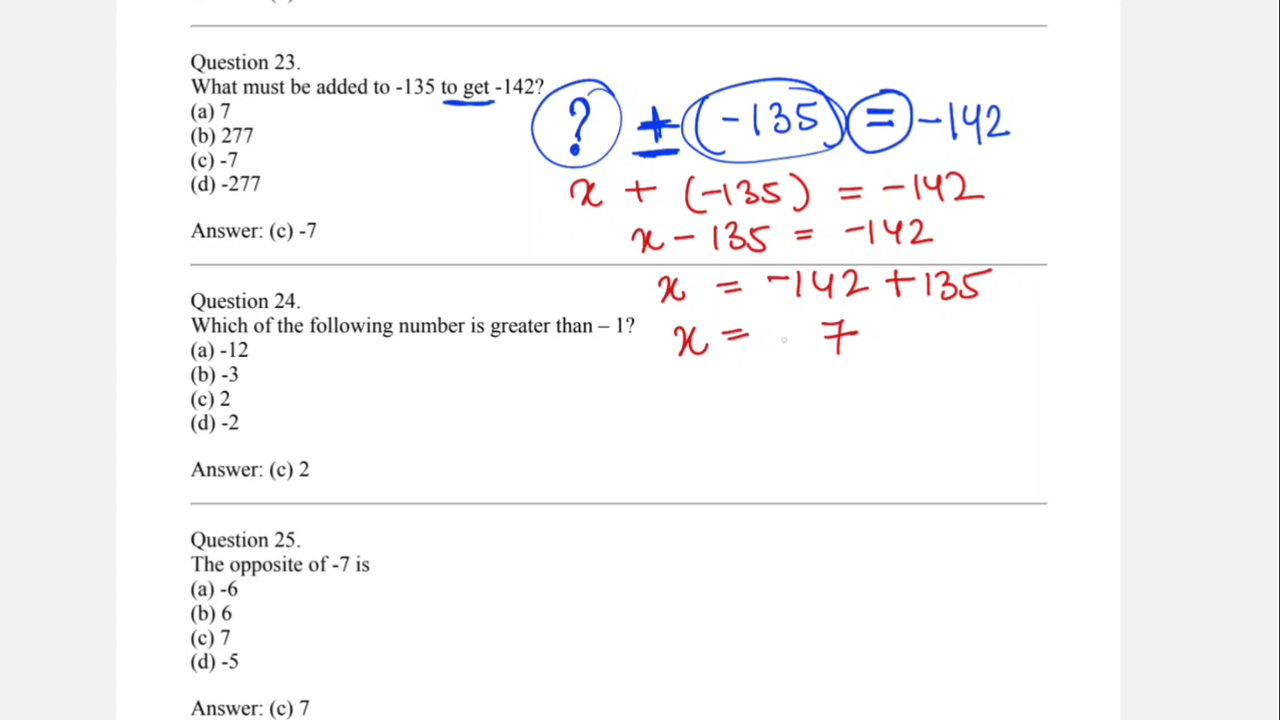 Question 23.
What must be added to -135 to get -142?
(a) 7
(b) 277
(c) -7
(d) -277
Answer: (c) -7
? + (-135) = -142
x + (-135) = -142
x - 135 = -142
x = -142 + 135
x = 7
Question 24.
Which of the following number is greater than – 1?
(a) -12
(b) -3
(c) 2
(d) -2
Answer: (c) 2
Question 25.
The opposite of -7 is
(a) -6
(b) 6
(c) 7
(d) -5
Answer: (c) 7